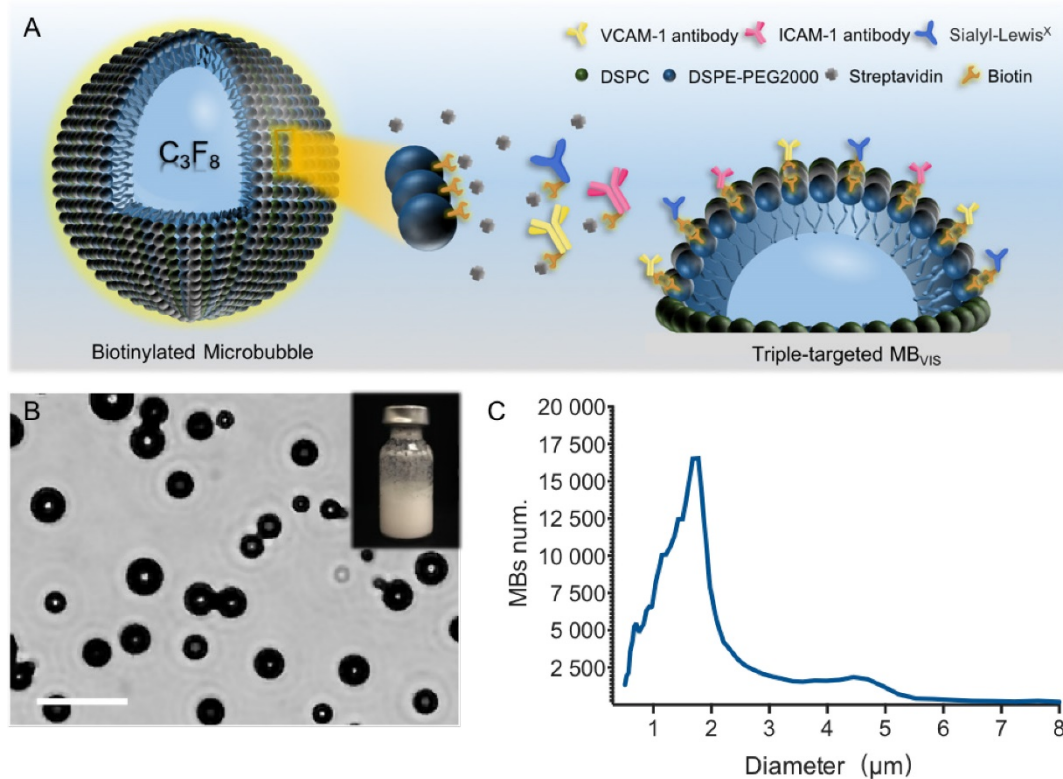 A
VCAM-1 antibody ICAM-1 antibody Sialyl-Lewisˣ
DSPC DSPE-PEG2000 Streptavidin Biotin
C₃F₈
Biotinylated Microbubble
Triple-targeted MB_VIS
B
C
20 000
17 500
15 000
12 500
10 000
7 500
5 000
2 500
MBs num.
1 2 3 4 5 6 7 8
Diameter (μm)